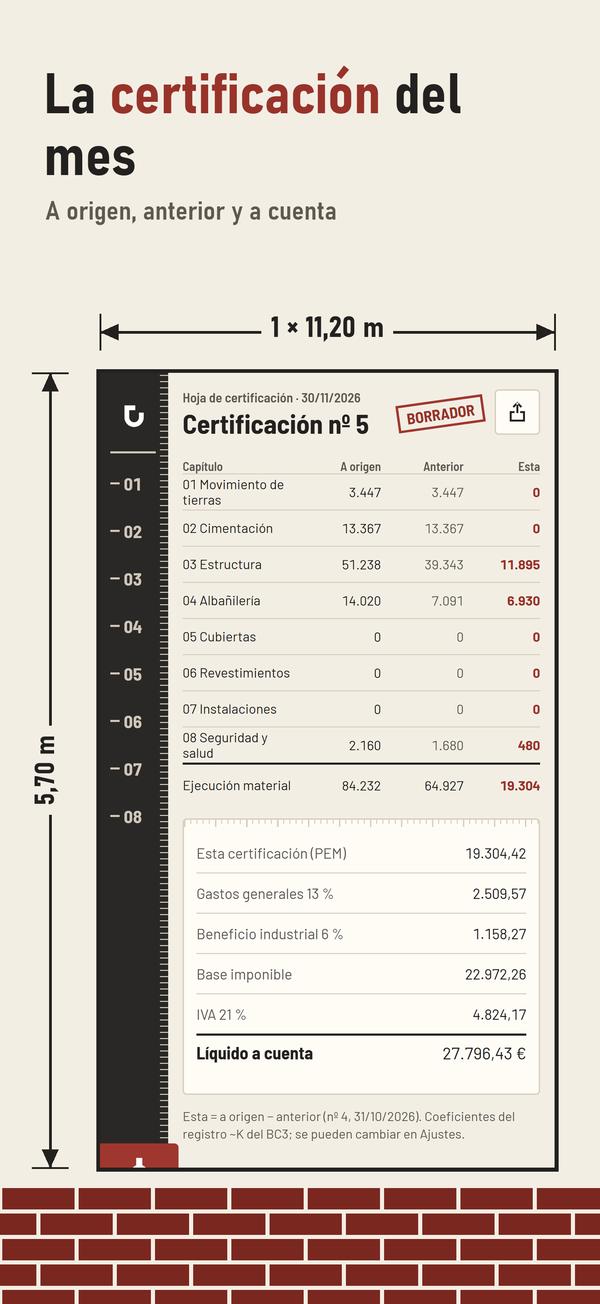 La certificación del
mes
A origen, anterior y a cuenta
1 × 11,20 m
5,70 m
Hoja de certificación · 30/11/2026
Certificación nº 5
BORRADOR
01
02
03
04
05
06
07
08
Capítulo A origen Anterior Esta
01 Movimiento de
tierras 3.447 3.447 0
02 Cimentación 13.367 13.367 0
03 Estructura 51.238 39.343 11.895
04 Albañilería 14.020 7.091 6.930
05 Cubiertas 0 0 0
06 Revestimientos 0 0 0
07 Instalaciones 0 0 0
08 Seguridad y
salud 2.160 1.680 480
Ejecución material 84.232 64.927 19.304
Esta certificación (PEM) 19.304,42
Gastos generales 13 % 2.509,57
Beneficio industrial 6 % 1.158,27
Base imponible 22.972,26
IVA 21 % 4.824,17
Líquido a cuenta 27.796,43 €
Esta = a origen − anterior (nº 4, 31/10/2026). Coeficientes del
registro ~K del BC3; se pueden cambiar en Ajustes.